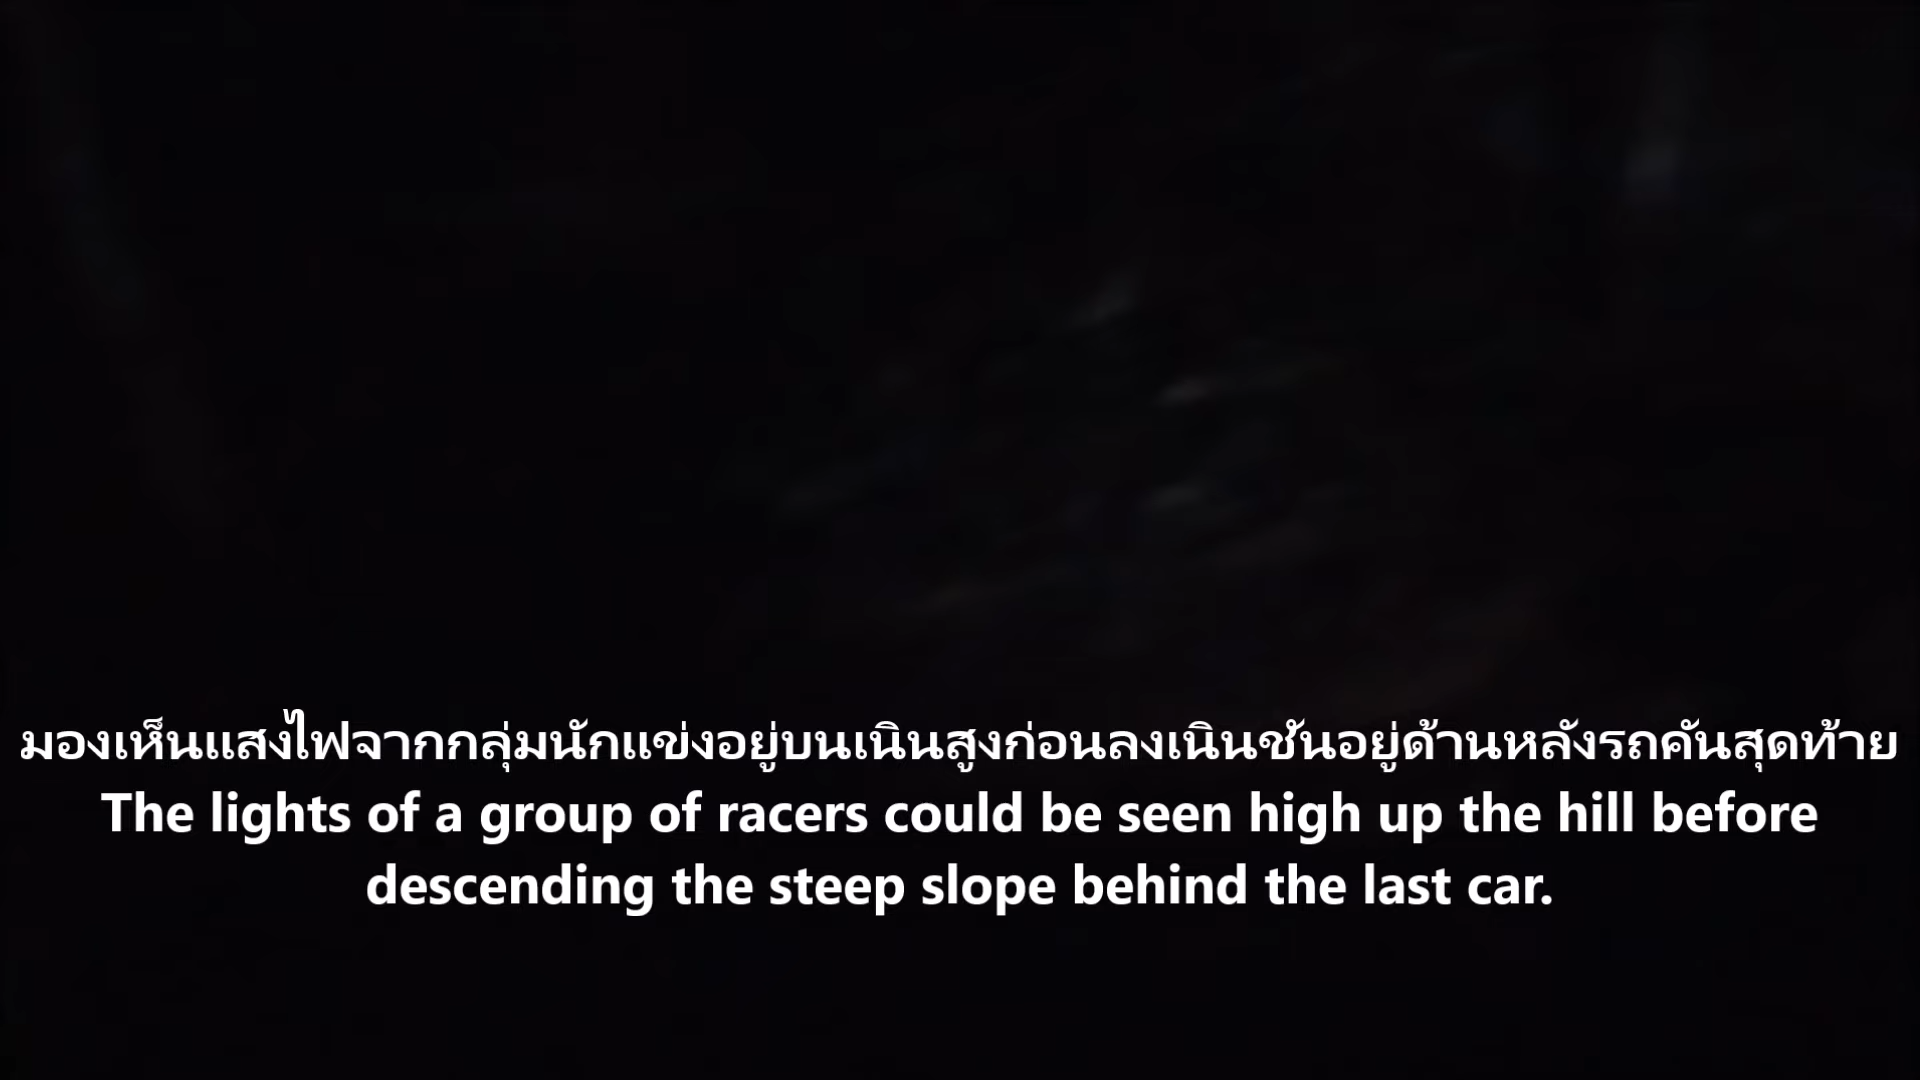 มองเห็นแสงไฟจากกลุ่มนักแข่งอยู่บนเนินสูงก่อนลงเนินชันอยู่ด้านหลังรถคันสุดท้าย
The lights of a group of racers could be seen high up the hill before
descending the steep slope behind the last car.